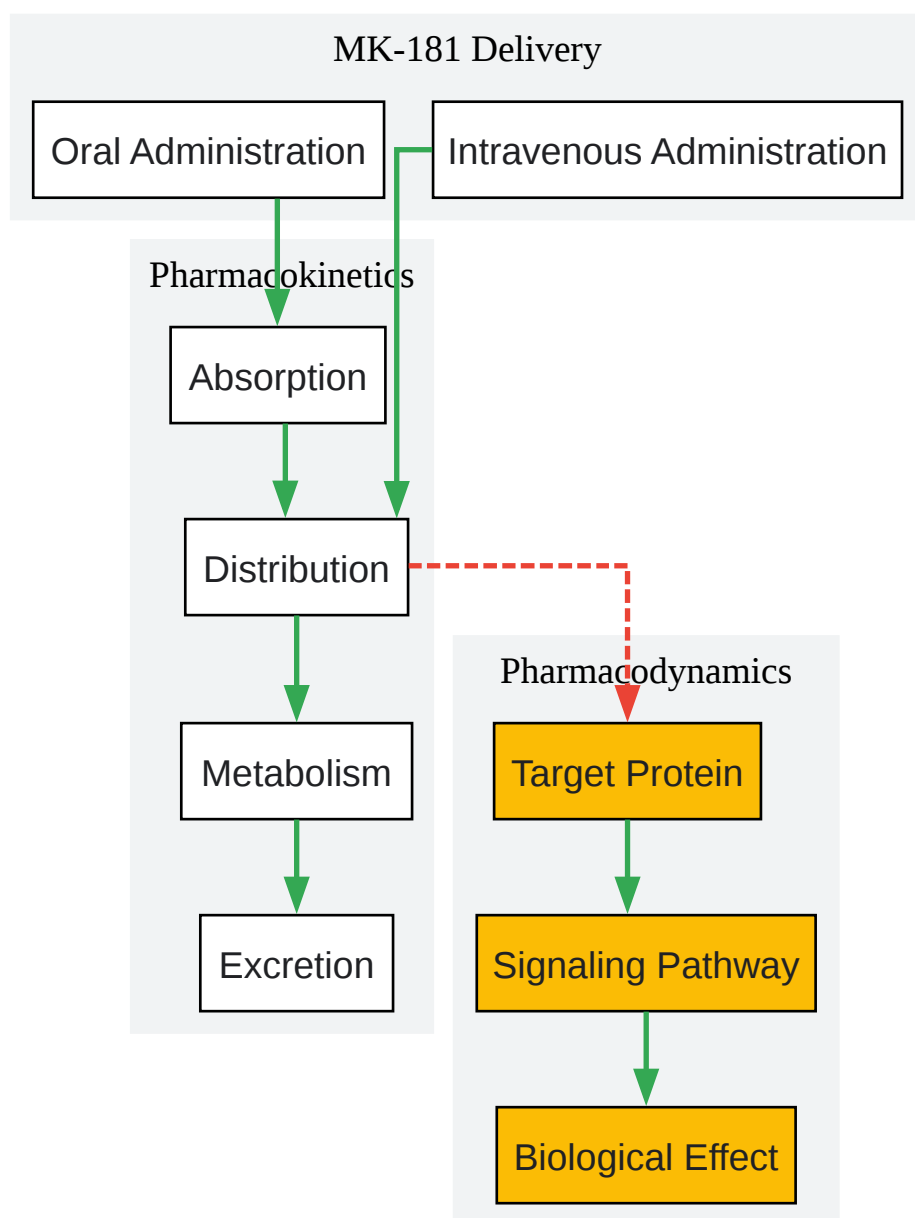 MK-181 Delivery
Oral Administration
Intravenous Administration
Pharmacokinetics
Absorption
Distribution
Pharmacodynamics
Metabolism
Target Protein
Excretion
Signaling Pathway
Biological Effect